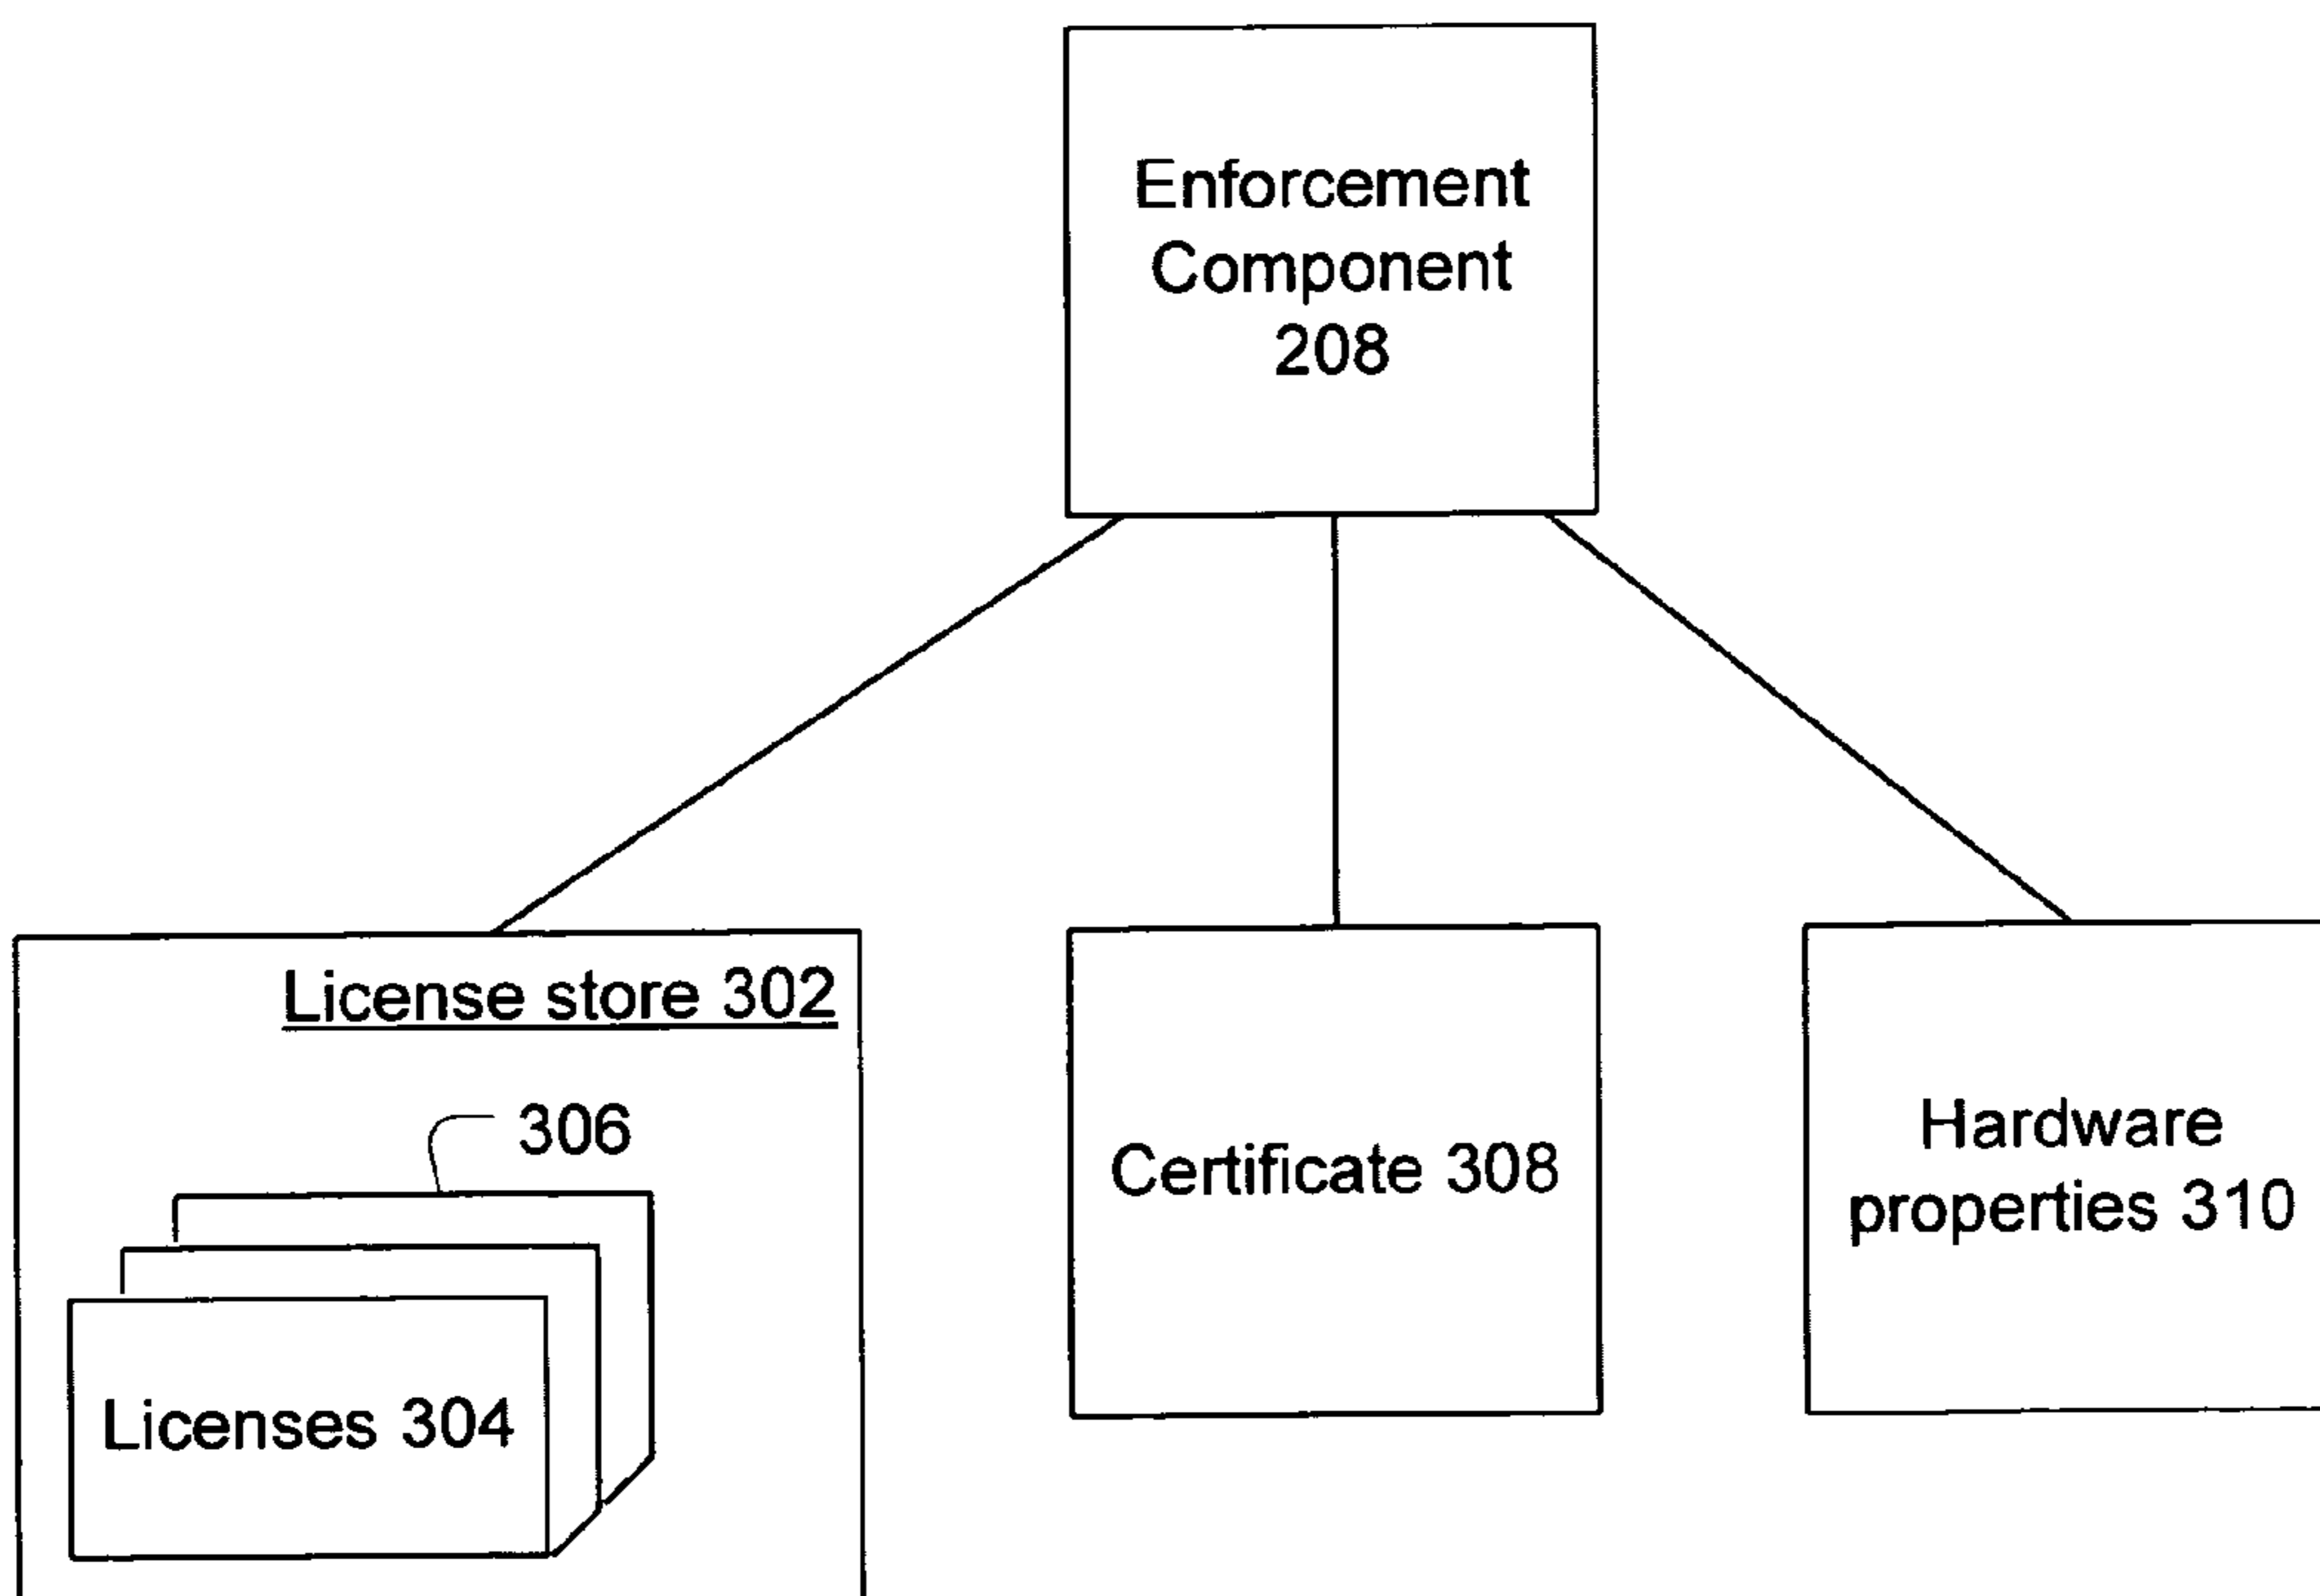 Enforcement
Component
208
License store 302
306
Licenses 304
Certificate 308
Hardware
properties 310